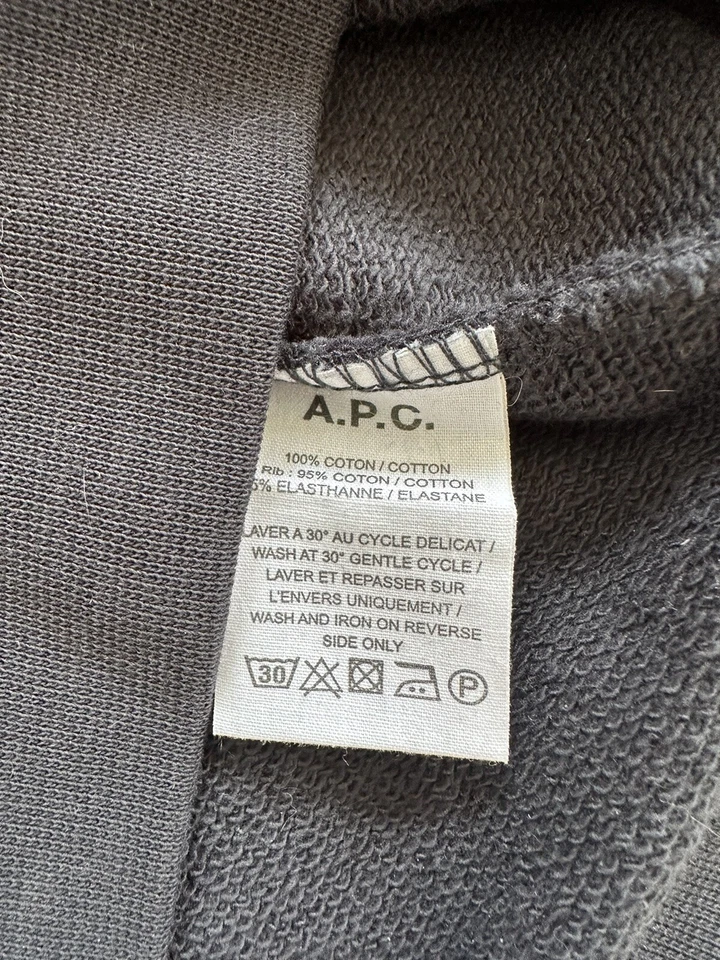 A.P.C.
100% COTON / COTTON
Rib : 95% COTON / COTTON
5% ELASTHANNE / ELASTANE
LAVER A 30° AU CYCLE DELICAT /
WASH AT 30° GENTLE CYCLE /
LAVER ET REPASSER SUR
L'ENVERS UNIQUEMENT /
WASH AND IRON ON REVERSE
SIDE ONLY
30 P